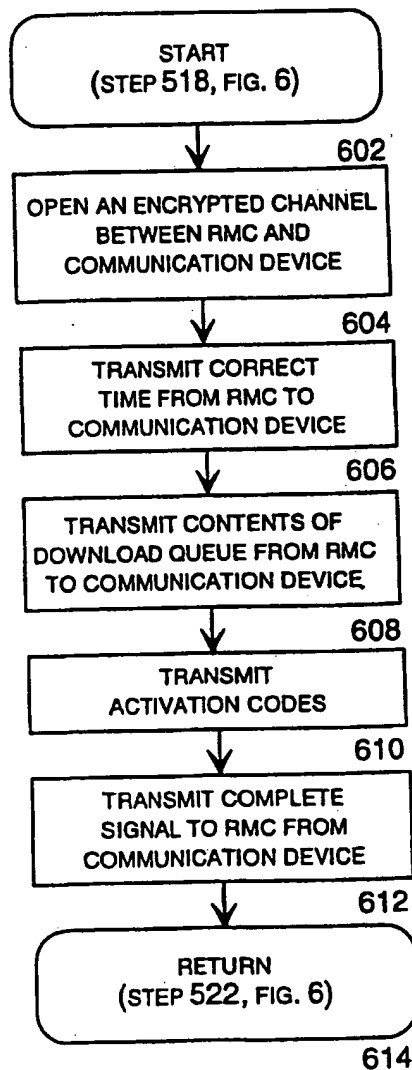 START
(STEP 518, FIG. 6)
602
OPEN AN ENCRYPTED CHANNEL
BETWEEN RMC AND
COMMUNICATION DEVICE
604
TRANSMIT CORRECT
TIME FROM RMC TO
COMMUNICATION DEVICE
606
TRANSMIT CONTENTS OF
DOWNLOAD QUEUE FROM RMC
TO COMMUNICATION DEVICE.
608
TRANSMIT
ACTIVATION CODES
610
TRANSMIT COMPLETE
SIGNAL TO RMC FROM
COMMUNICATION DEVICE
612
RETURN
(STEP 522, FIG. 6)
614